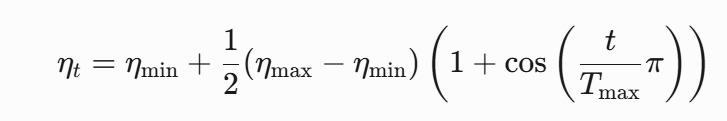 η_t = η_min + 1/2 (η_max − η_min) (1 + cos (t/T_max π))